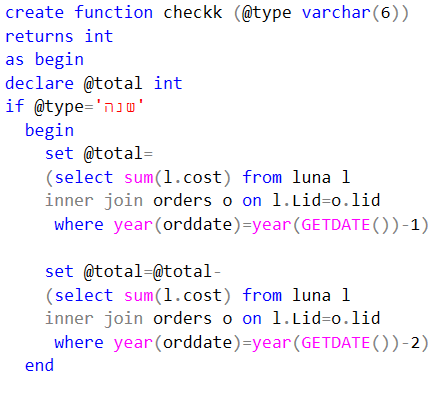 create function checkk (@type varchar(6))
returns int
as begin
declare @total int
if @type='שנה'
begin
set @total=
(select sum(l.cost) from luna l
inner join orders o on l.Lid=o.lid
where year(orddate)=year(GETDATE())-1)
set @total=@total-
(select sum(l.cost) from luna l
inner join orders o on l.Lid=o.lid
where year(orddate)=year(GETDATE())-2)
end